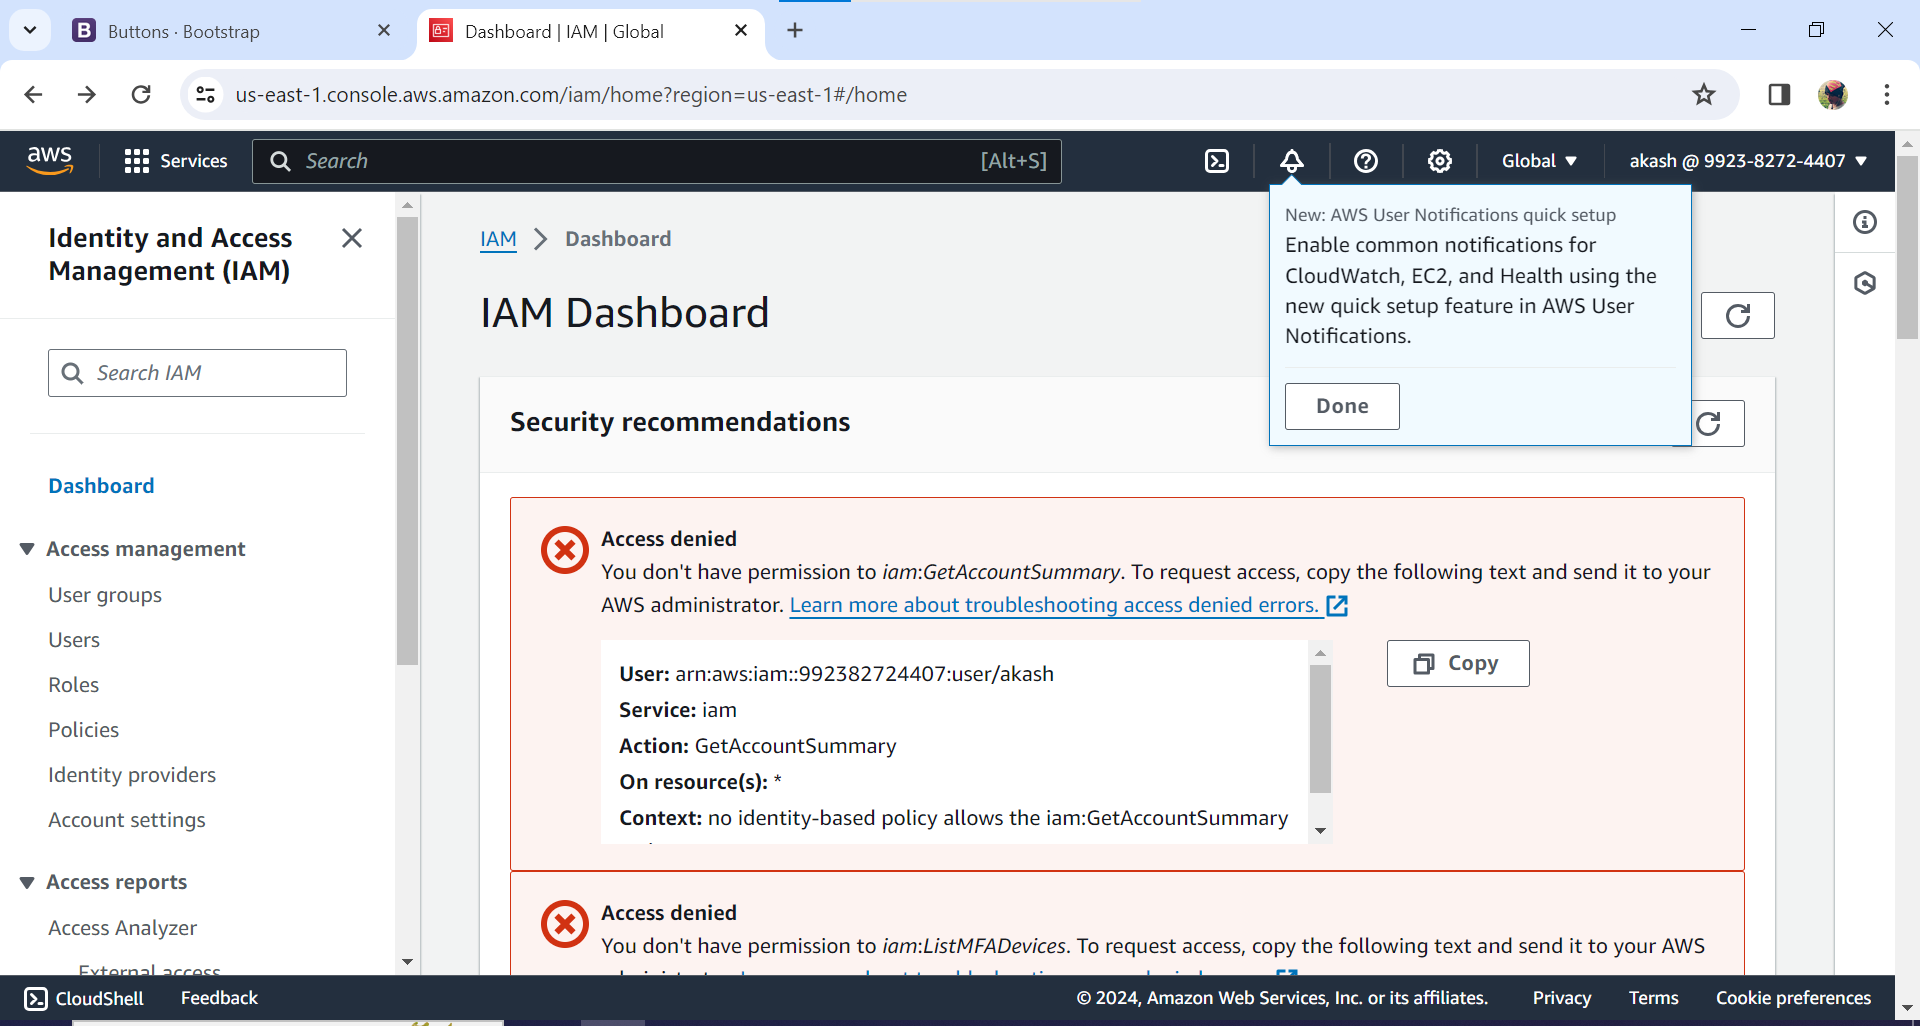 Buttons · Bootstrap
Dashboard | IAM | Global
us-east-1.console.aws.amazon.com/iam/home?region=us-east-1#/home
aws
Services
Search
[Alt+S]
Global
akash @ 9923-8272-4407
Identity and Access
Management (IAM)
Search IAM
Dashboard
Access management
User groups
Users
Roles
Policies
Identity providers
Account settings
Access reports
Access Analyzer
External access
IAM
Dashboard
IAM Dashboard
New: AWS User Notifications quick setup
Enable common notifications for
CloudWatch, EC2, and Health using the
new quick setup feature in AWS User
Notifications.
Done
Security recommendations
Access denied
You don't have permission to iam:GetAccountSummary. To request access, copy the following text and send it to your
AWS administrator. Learn more about troubleshooting access denied errors.
User: arn:aws:iam::992382724407:user/akash
Service: iam
Action: GetAccountSummary
On resource(s): *
Context: no identity-based policy allows the iam:GetAccountSummary
Copy
Access denied
You don't have permission to iam:ListMFADevices. To request access, copy the following text and send it to your AWS
CloudShell
Feedback
© 2024, Amazon Web Services, Inc. or its affiliates.
Privacy
Terms
Cookie preferences